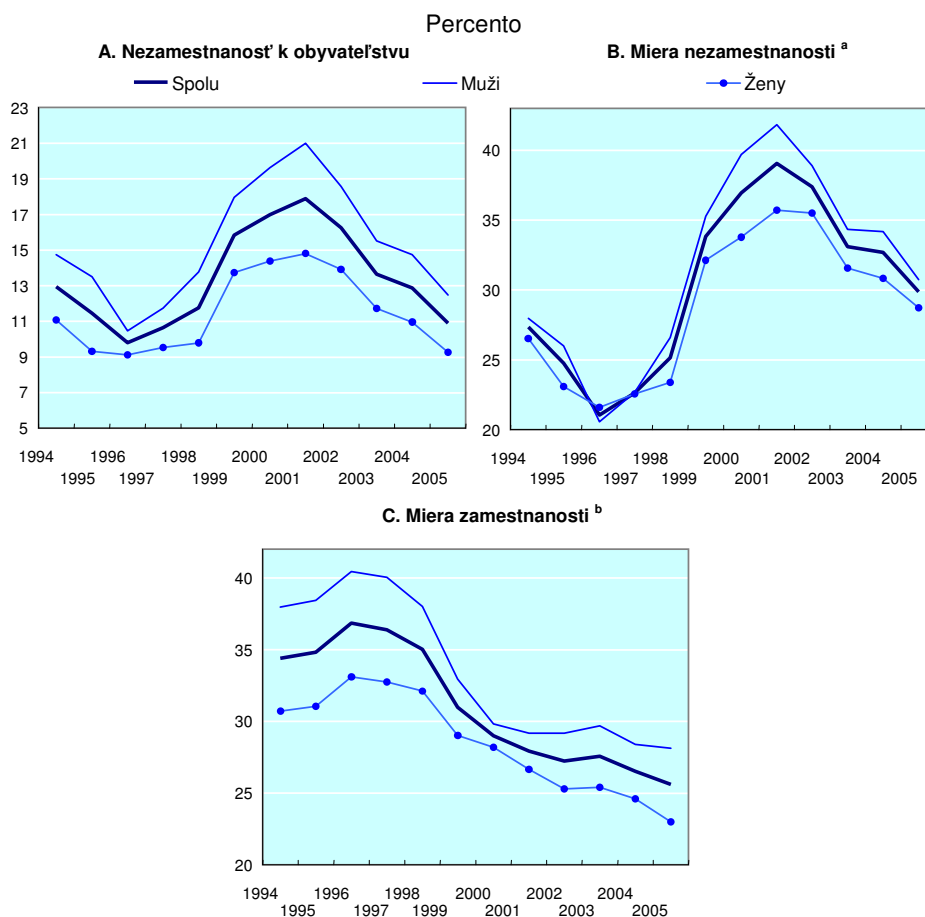 Percento
A. Nezamestnanosť k obyvateľstvu
B. Miera nezamestnanosti a
Spolu
Muži
Ženy
23
21
19
17
15
13
11
9
7
5
1994 1996 1998 2000 2002 2004
1995 1997 1999 2001 2003 2005
40
35
30
25
20
1994 1996 1998 2000 2002 2004
1995 1997 1999 2001 2003 2005
C. Miera zamestnanosti b
40
35
30
25
20
1994 1996 1998 2000 2002 2004
1995 1997 1999 2001 2003 2005